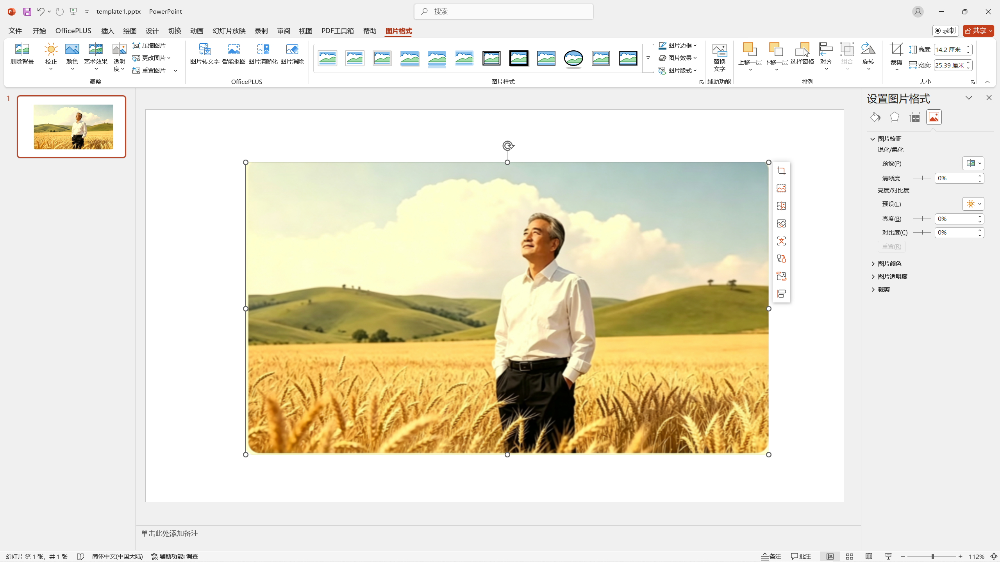 template1.pptx - PowerPoint
搜索
文件 开始 OfficePLUS 插入 绘图 设计 切换 动画 幻灯片放映 录制 审阅 视图 PDF工具箱 帮助 图片格式
录制 共享
删除背景 校正 颜色 艺术效果 透明度
压缩图片
更改图片
重置图片
调整
图片转文字 智能抠图 图片清晰化 图片消除
OfficePLUS
图片边框
图片效果
图片版式
图片样式
替换文字
辅助功能
上移一层 下移一层 选择窗格 对齐 组合 旋转
排列
裁剪
高度: 14.2 厘米
宽度: 25.39 厘米
大小
1
设置图片格式
图片校正
锐化/柔化
预设(P)
清晰度 0%
亮度/对比度
预设(E)
亮度(B) 0%
对比度(C) 0%
重置(R)
图片颜色
图片透明度
裁剪
单击此处添加备注
幻灯片 第 1 张，共 1 张 简体中文(中国大陆) 辅助功能: 调查 备注 批注 112%